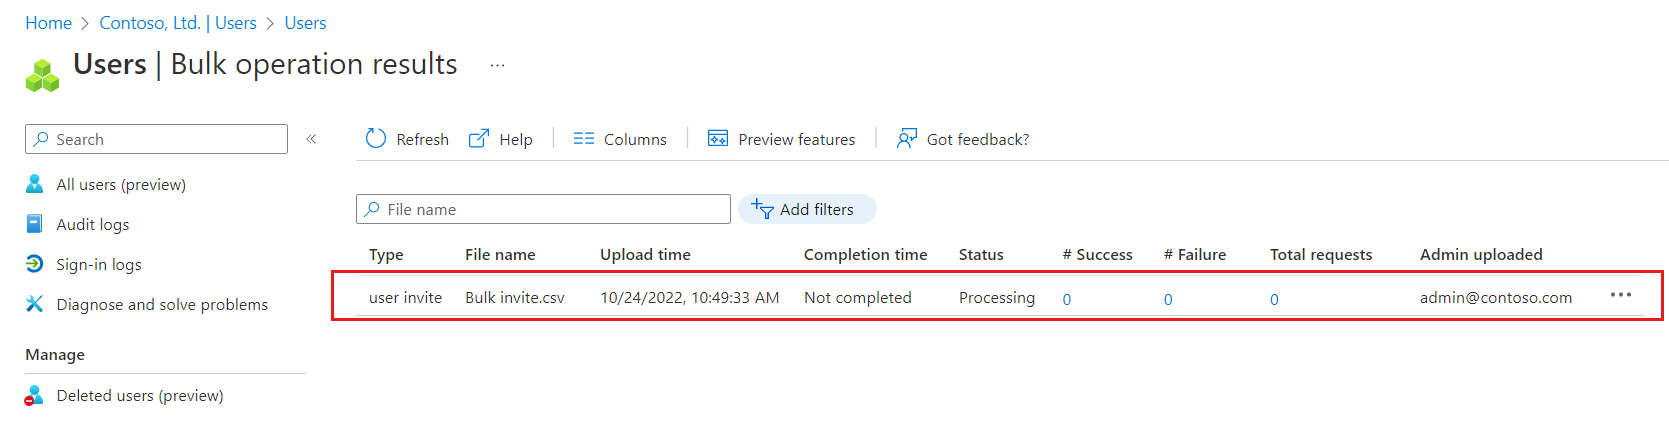 Home > Contoso, Ltd. | Users > Users
Users | Bulk operation results ...
Search «
Refresh Help Columns Preview features Got feedback?
All users (preview)
Audit logs
Sign-in logs
Diagnose and solve problems
Manage
Deleted users (preview)
File name Add filters
Type File name Upload time Completion time Status # Success # Failure Total requests Admin uploaded
user invite Bulk invite.csv 10/24/2022, 10:49:33 AM Not completed Processing 0 0 0 admin@contoso.com ...